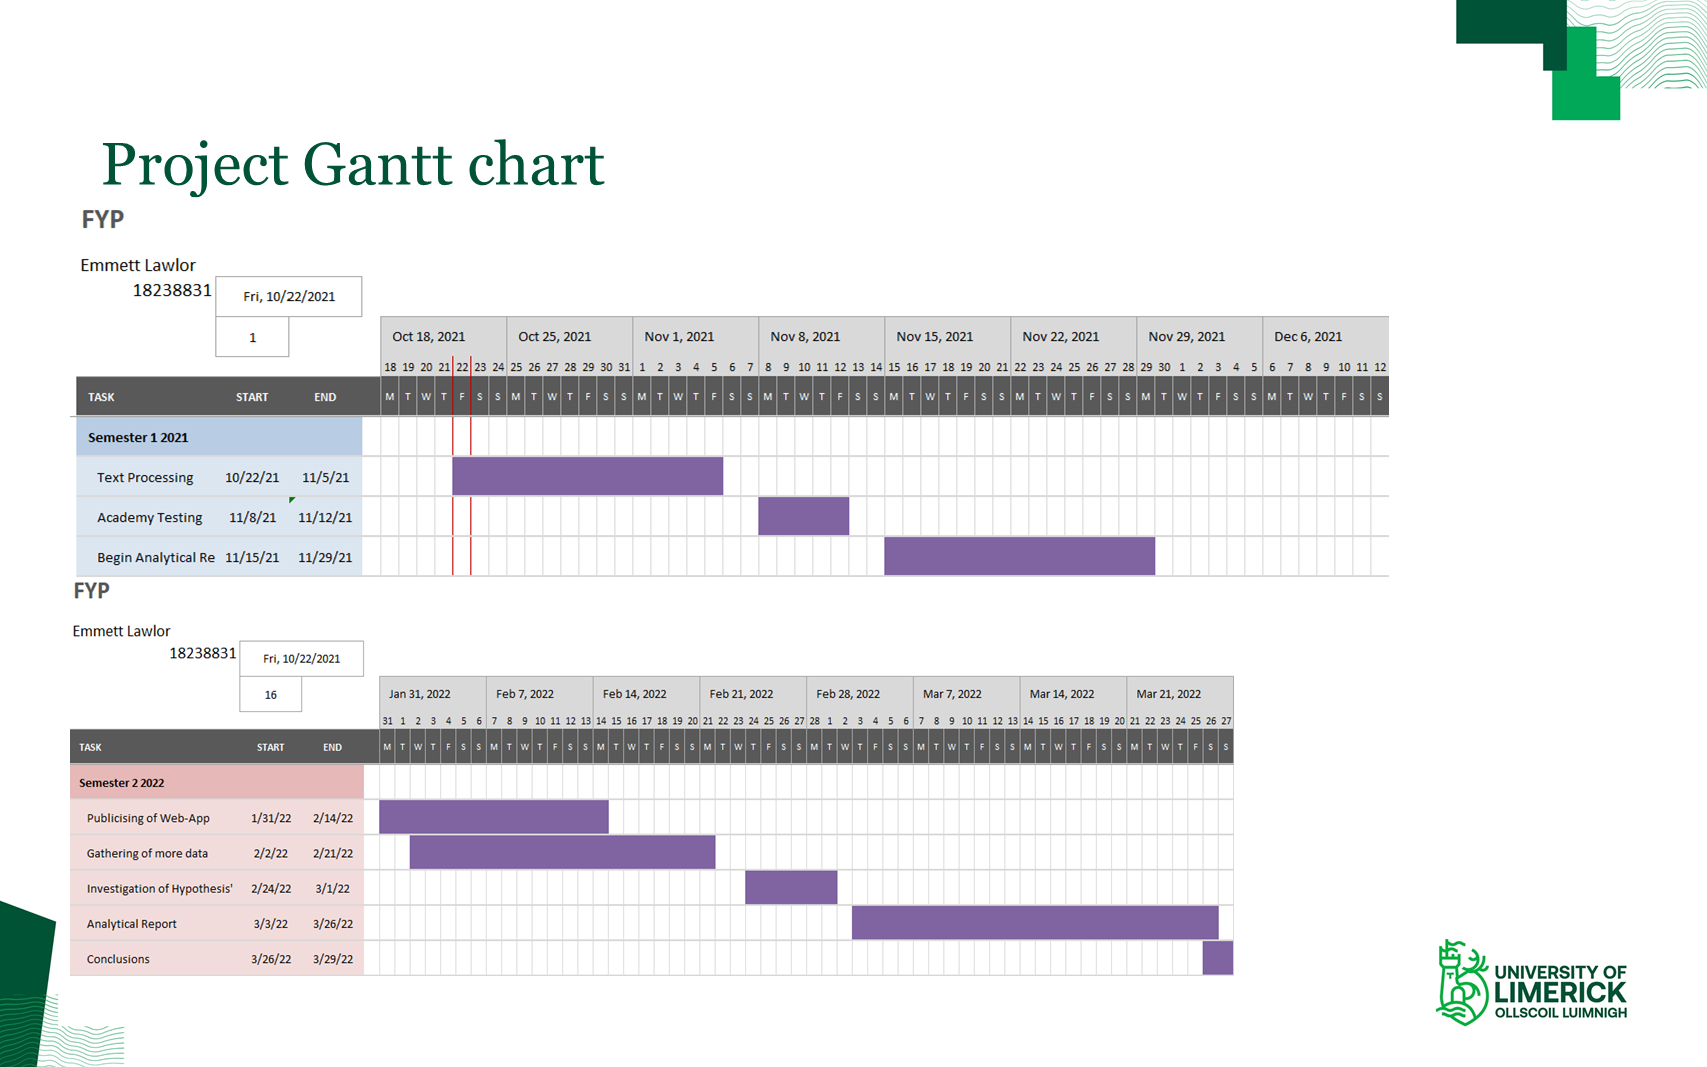 Project Gantt chart
FYP
Emmett Lawlor
18238831
Fri, 10/22/2021
1
Oct 18, 2021 Oct 25, 2021 Nov 1, 2021 Nov 8, 2021 Nov 15, 2021 Nov 22, 2021 Nov 29, 2021 Dec 6, 2021
18 19 20 21 22 23 24 25 26 27 28 29 30 31 1 2 3 4 5 6 7 8 9 10 11 12 13 14 15 16 17 18 19 20 21 22 23 24 25 26 27 28 29 30 1 2 3 4 5 6 7 8 9 10 11 12
TASK START END M T W T F S S M T W T F S S M T W T F S S M T W T F S S M T W T F S S M T W T F S S M T W T F S S M T W T F S S
Semester 1 2021
Text Processing 10/22/21 11/5/21
Academy Testing 11/8/21 11/12/21
Begin Analytical Re 11/15/21 11/29/21
FYP
Emmett Lawlor
18238831
Fri, 10/22/2021
16
Jan 31, 2022 Feb 7, 2022 Feb 14, 2022 Feb 21, 2022 Feb 28, 2022 Mar 7, 2022 Mar 14, 2022 Mar 21, 2022
31 1 2 3 4 5 6 7 8 9 10 11 12 13 14 15 16 17 18 19 20 21 22 23 24 25 26 27 28 1 2 3 4 5 6 7 8 9 10 11 12 13 14 15 16 17 18 19 20 21 22 23 24 25 26 27
TASK START END M T W T F S S M T W T F S S M T W T F S S M T W T F S S M T W T F S S M T W T F S S M T W T F S S M T W T F S S
Semester 2 2022
Publicising of Web-App 1/31/22 2/14/22
Gathering of more data 2/2/22 2/21/22
Investigation of Hypothesis' 2/24/22 3/1/22
Analytical Report 3/3/22 3/26/22
Conclusions 3/26/22 3/29/22
UNIVERSITY OF
LIMERICK
OLLSCOIL LUIMNIGH